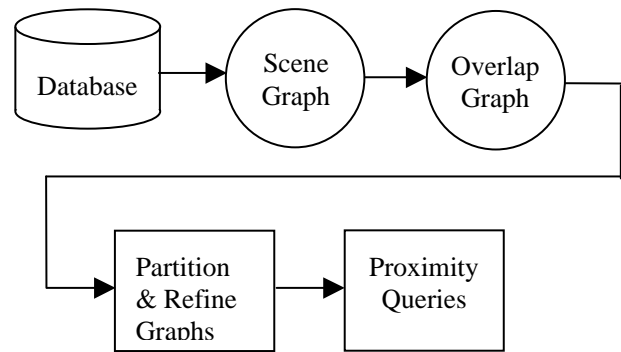 Database
Scene
Graph
Overlap
Graph
Partition
& Refine
Graphs
Proximity
Queries